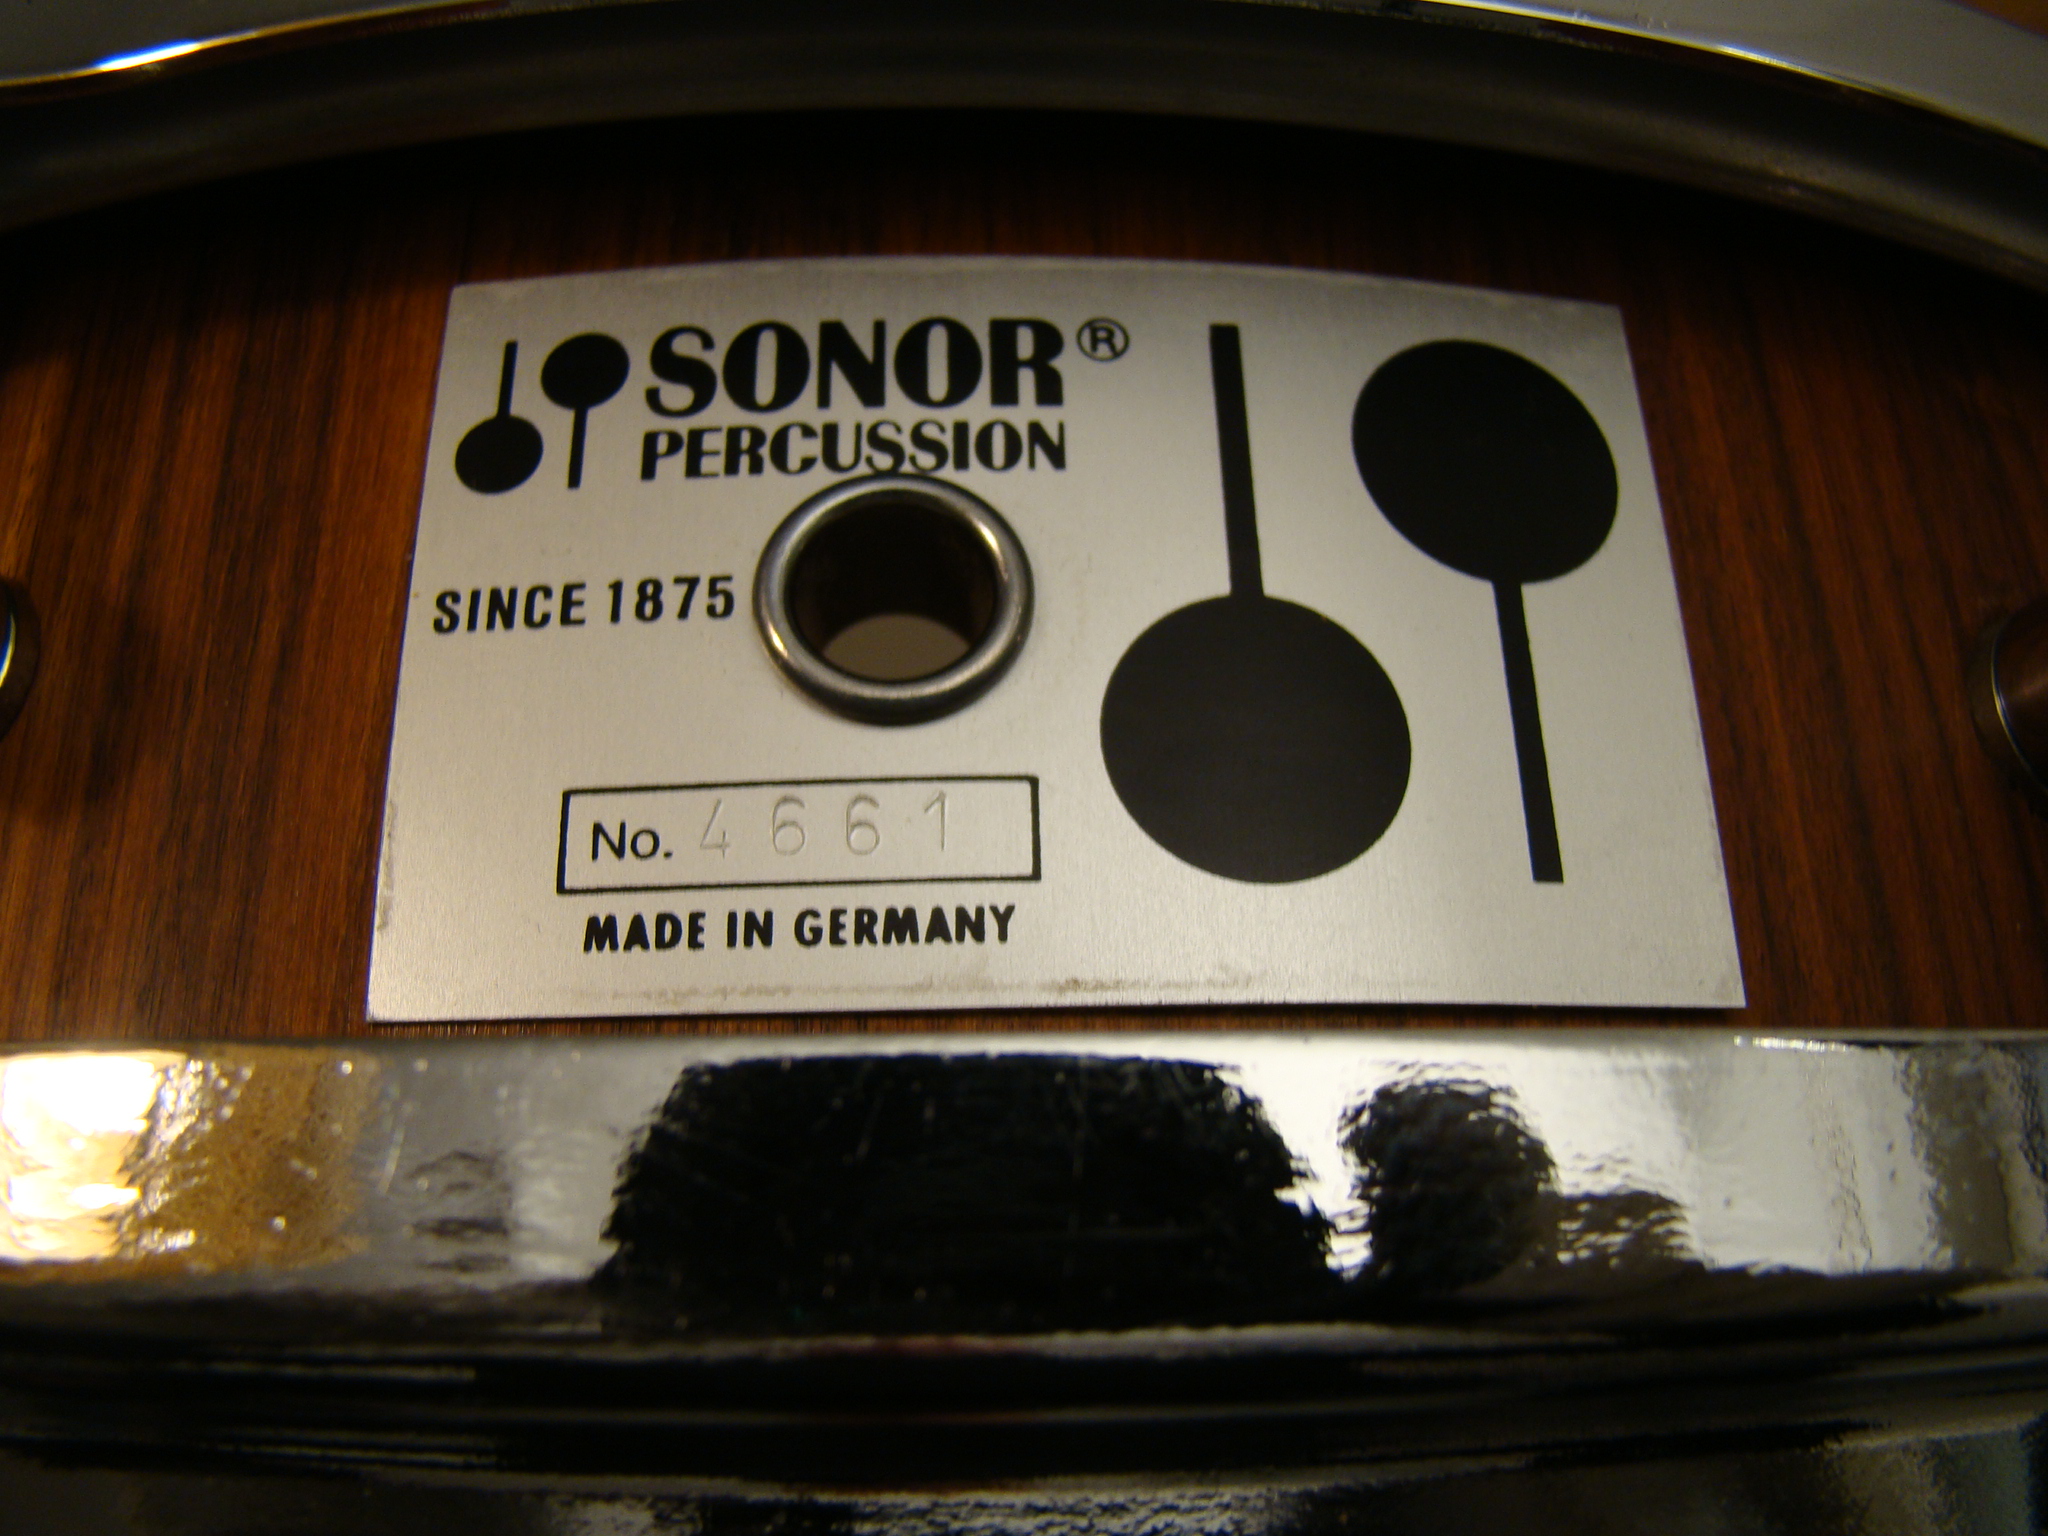 SONOR®
PERCUSSION
SINCE 1875
No. 4661
MADE IN GERMANY